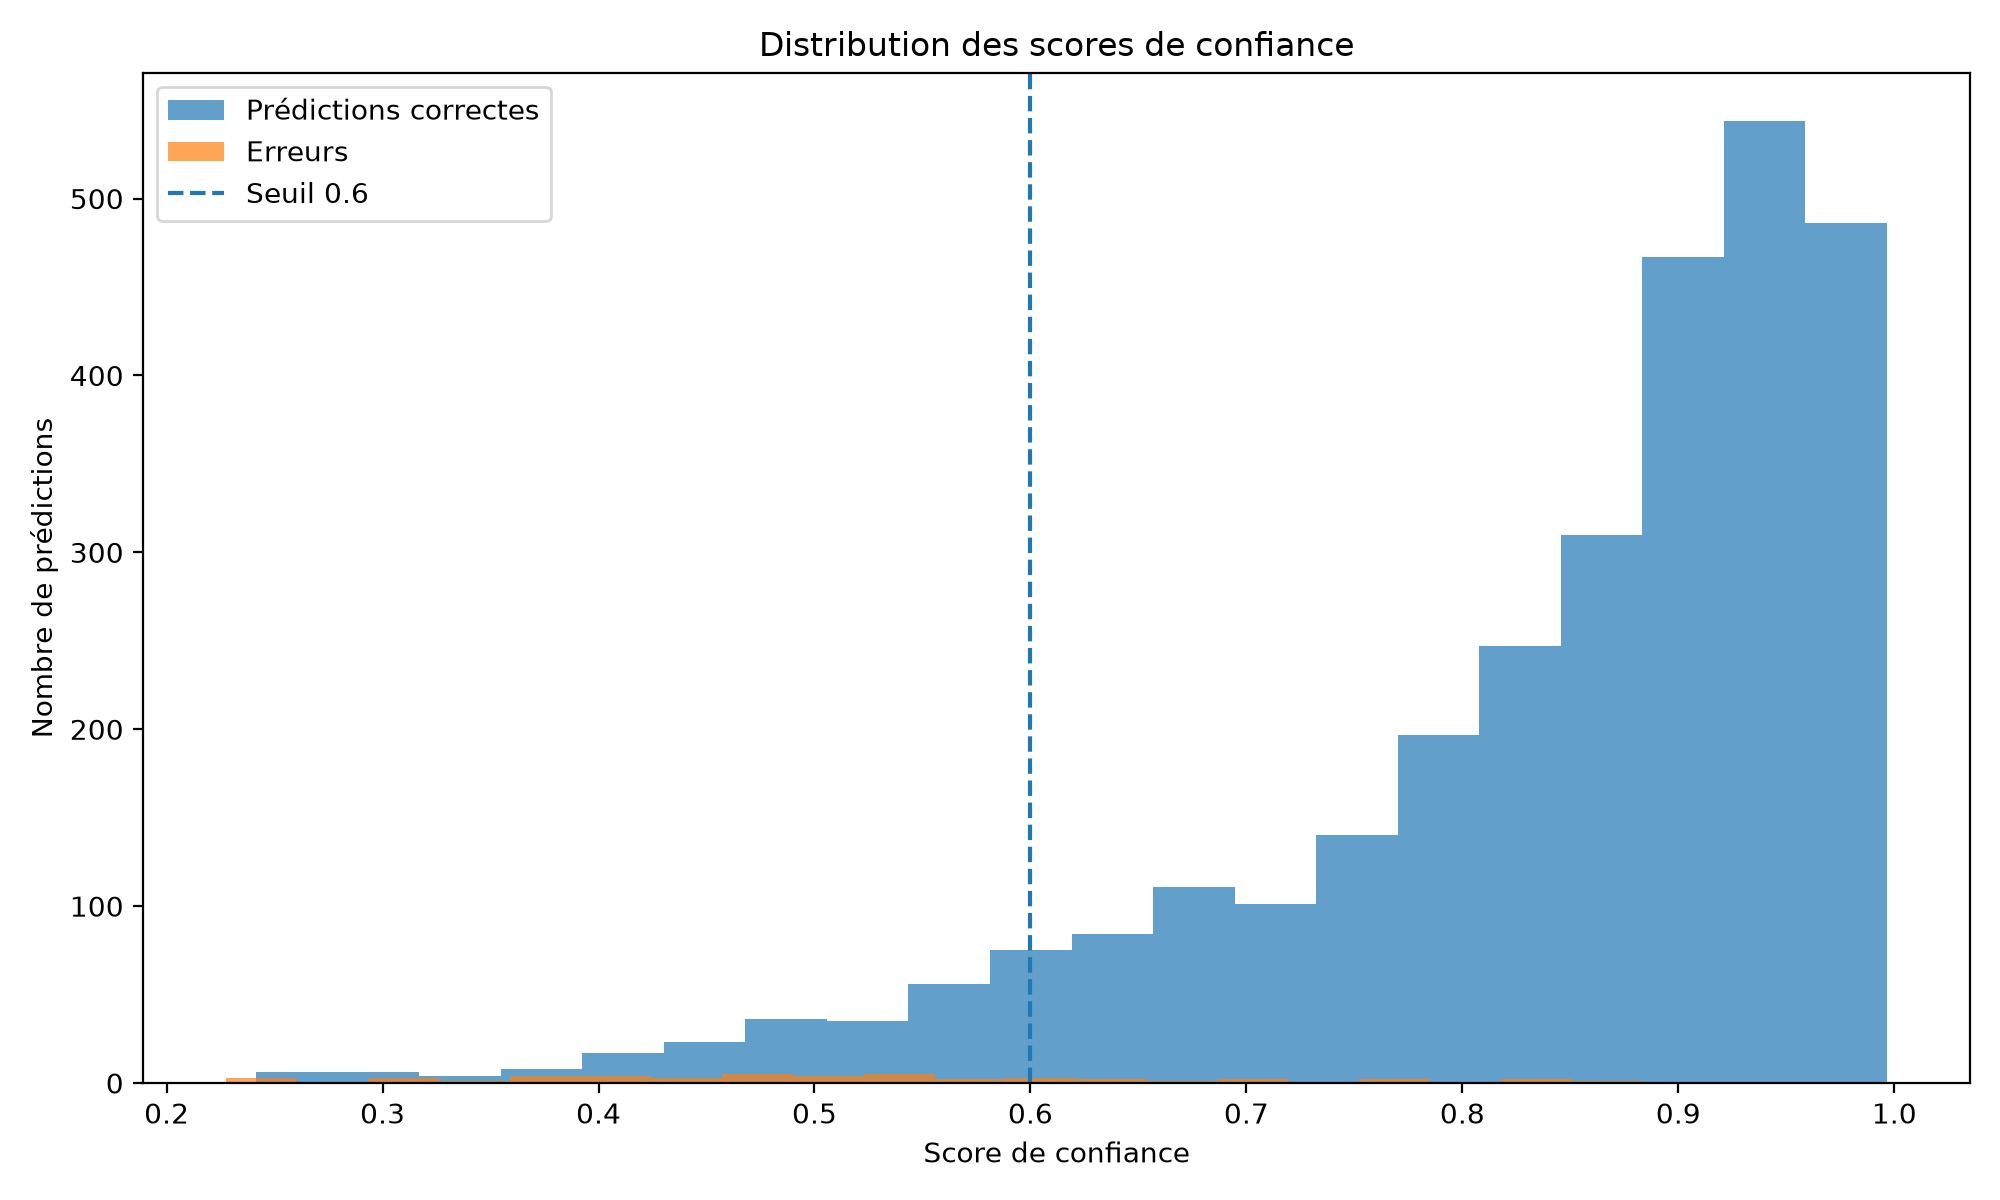 Distribution des scores de confiance
Prédictions correctes
Erreurs
Seuil 0.6
Nombre de prédictions
500
400
300
200
100
0
0.2 0.3 0.4 0.5 0.6 0.7 0.8 0.9 1.0
Score de confiance